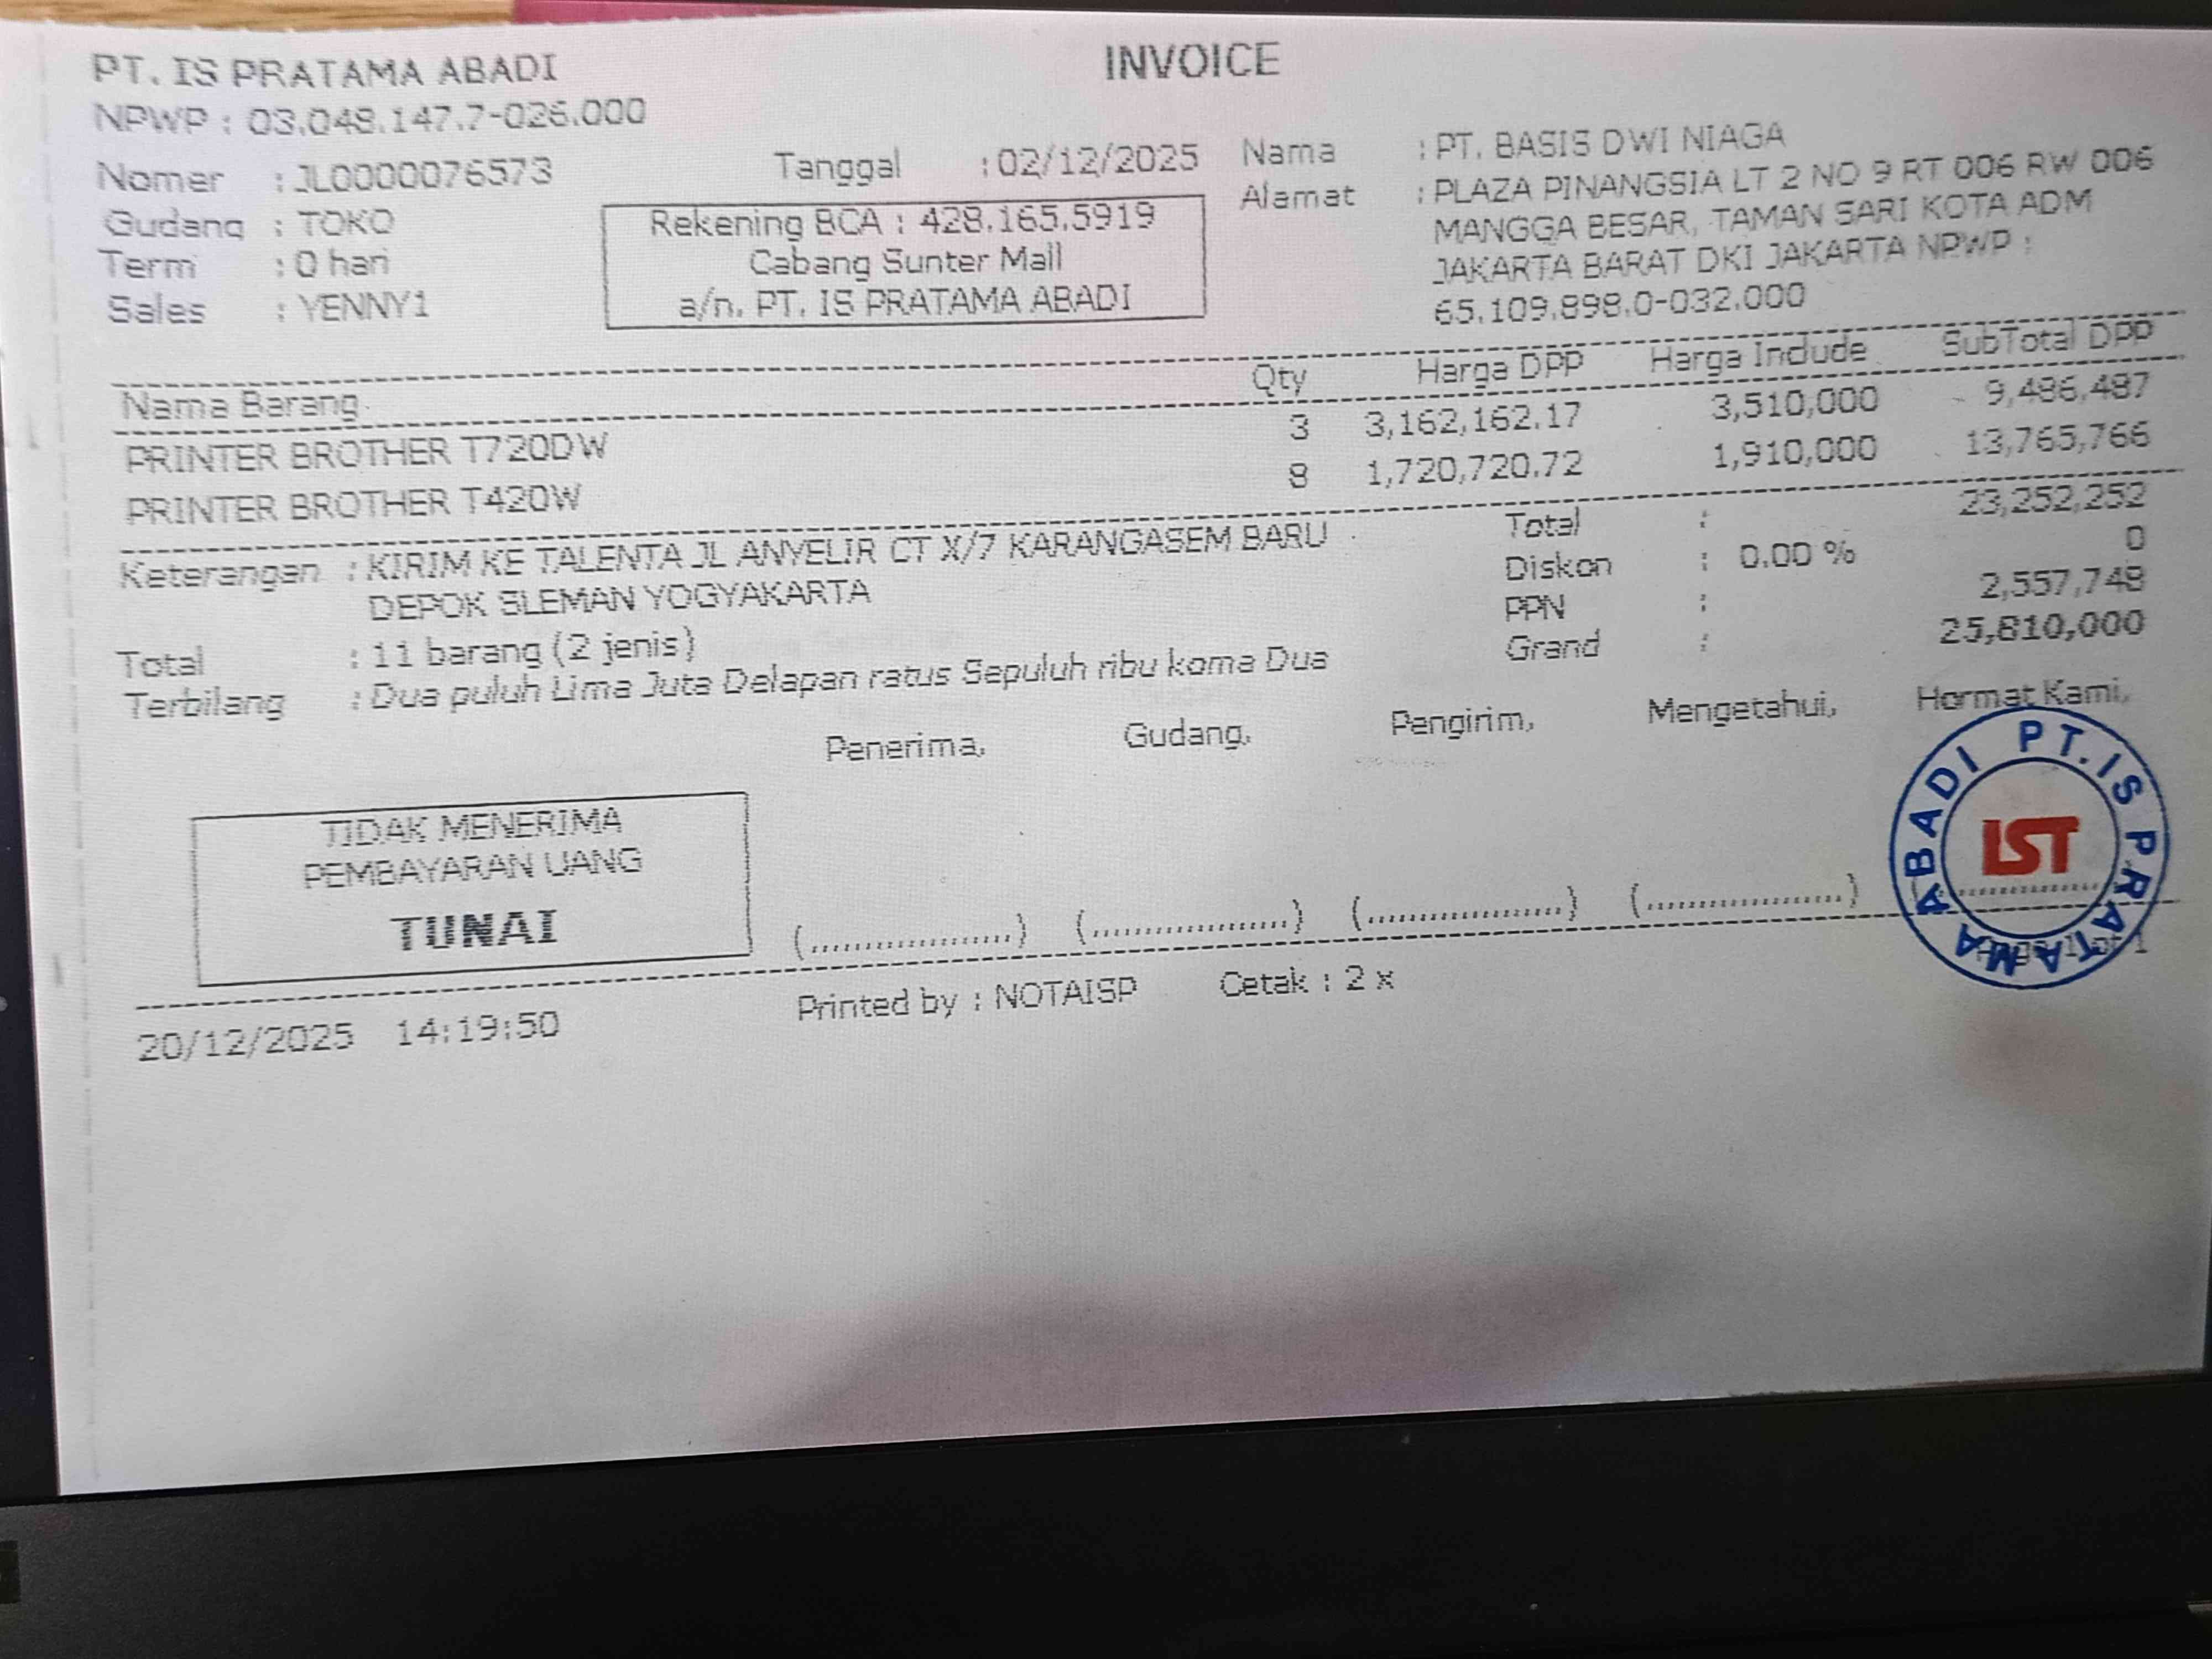 PT. IS PRATAMA ABADI
INVOICE
NPWP : 03.048.147.7-026.000
Nomer : JL0000076573
Tanggal : 02/12/2025
Gudang : TOKO
Term : 0 hari
Sales : YENNY1
Rekening BCA : 428.165.5919
Cabang Sunter Mall
a/n. PT. IS PRATAMA ABADI
Nama : PT. BASIS DWI NIAGA
Alamat : PLAZA PINANGSIA LT 2 NO 9 RT 006 RW 006
MANGGA BESAR, TAMAN SARI KOTA ADM
JAKARTA BARAT DKI JAKARTA NPWP :
65.109.898.0-032.000
Nama Barang Qty Harga DPP Harga Include SubTotal DPP
PRINTER BROTHER T720DW 3 3,162,162.17 3,510,000 9,486,487
PRINTER BROTHER T420W 8 1,720,720.72 1,910,000 13,765,766
Keterangan : KIRIM KE TALENTA JL ANYELIR CT X/7 KARANGASEM BARU
DEPOK SLEMAN YOGYAKARTA
Total : 11 barang (2 jenis)
Terbilang : Dua puluh Lima Juta Delapan ratus Sepuluh ribu koma Dua
Total : 23,252,252
Diskon : 0.00 % 0
PPN : 2,557,748
Grand : 25,810,000
Penerima, Gudang, Pengirim, Mengetahui, Hormat Kami,
TIDAK MENERIMA
PEMBAYARAN UANG
TUNAI
(....................) (....................) (....................) (....................)
PT. IS PRATAMA ABADI
IST
20/12/2025 14:19:50
Printed by : NOTAISP
Cetak : 2 x